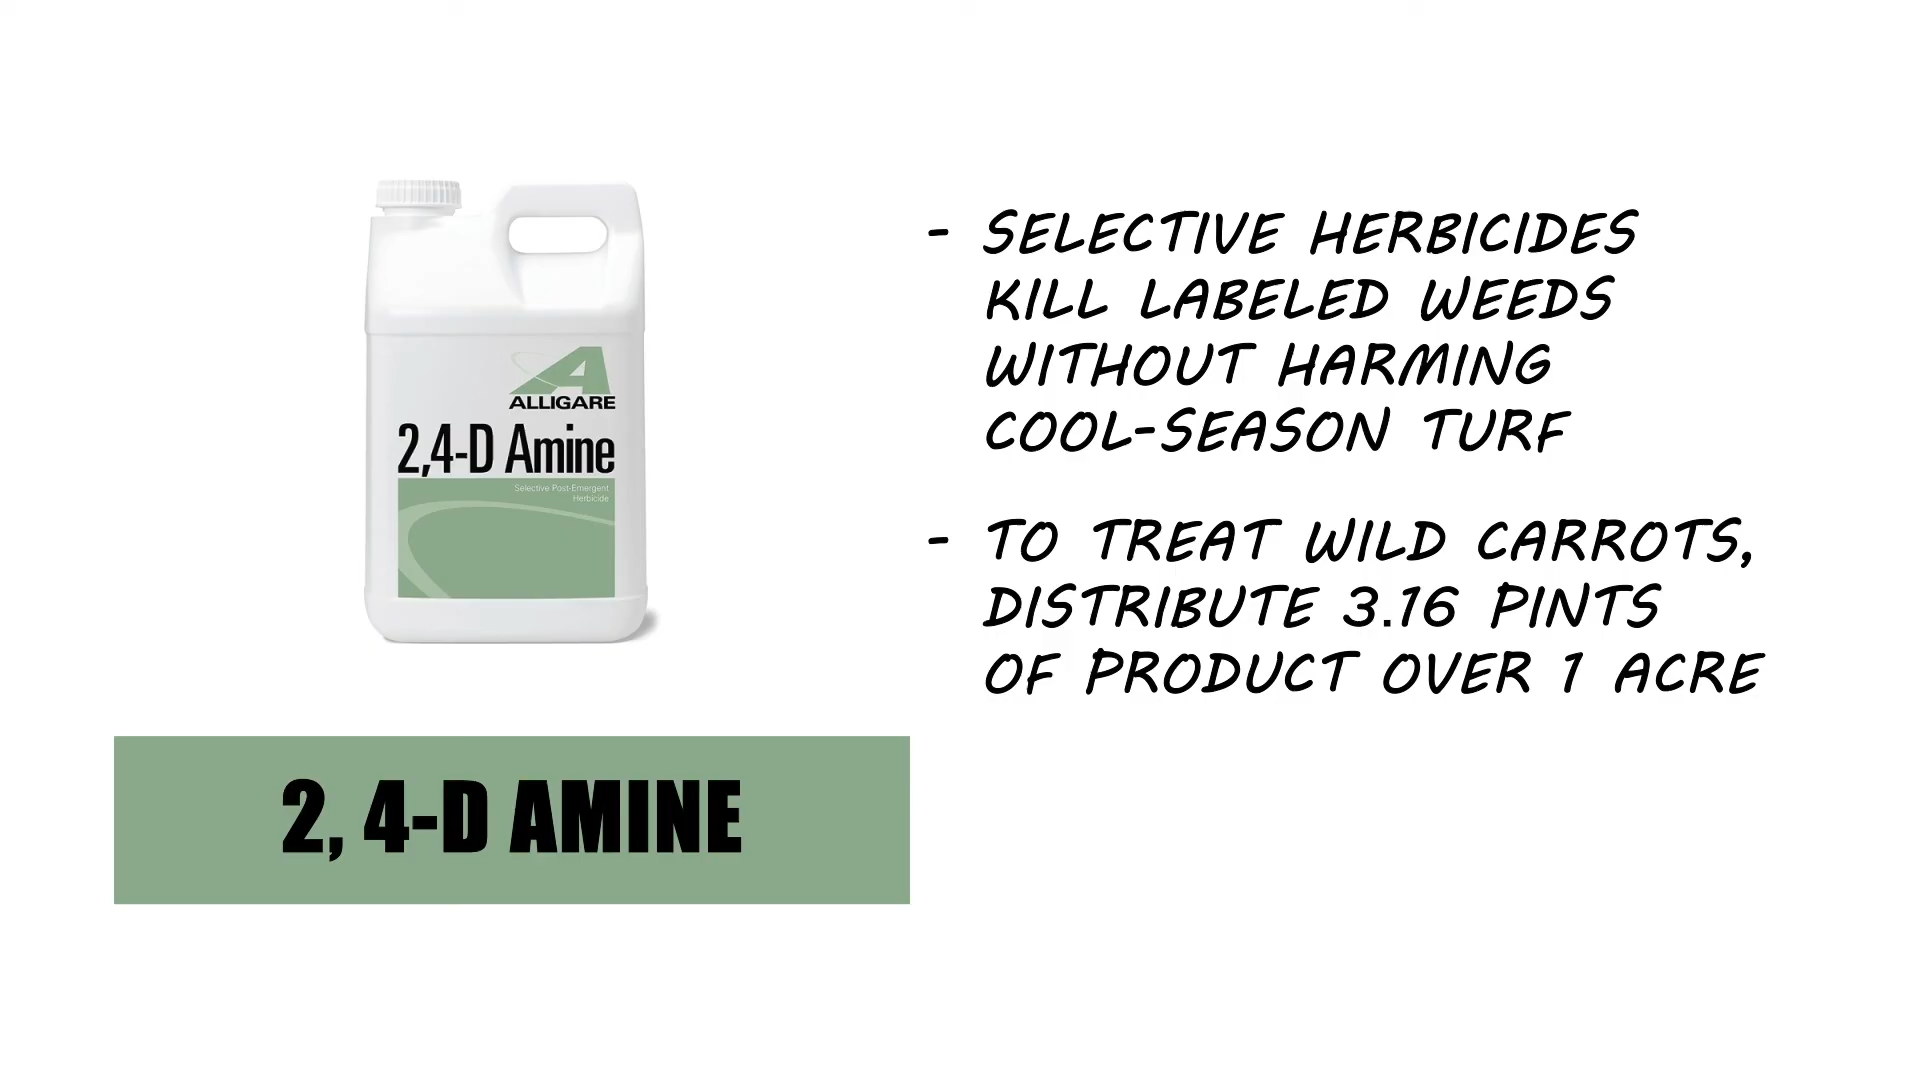 ALLIGARE
2,4-D Amine
Selective Post-Emergent
Herbicide
2, 4-D AMINE
- SELECTIVE HERBICIDES
KILL LABELED WEEDS
WITHOUT HARMING
COOL-SEASON TURF
- TO TREAT WILD CARROTS,
DISTRIBUTE 3.16 PINTS
OF PRODUCT OVER 1 ACRE